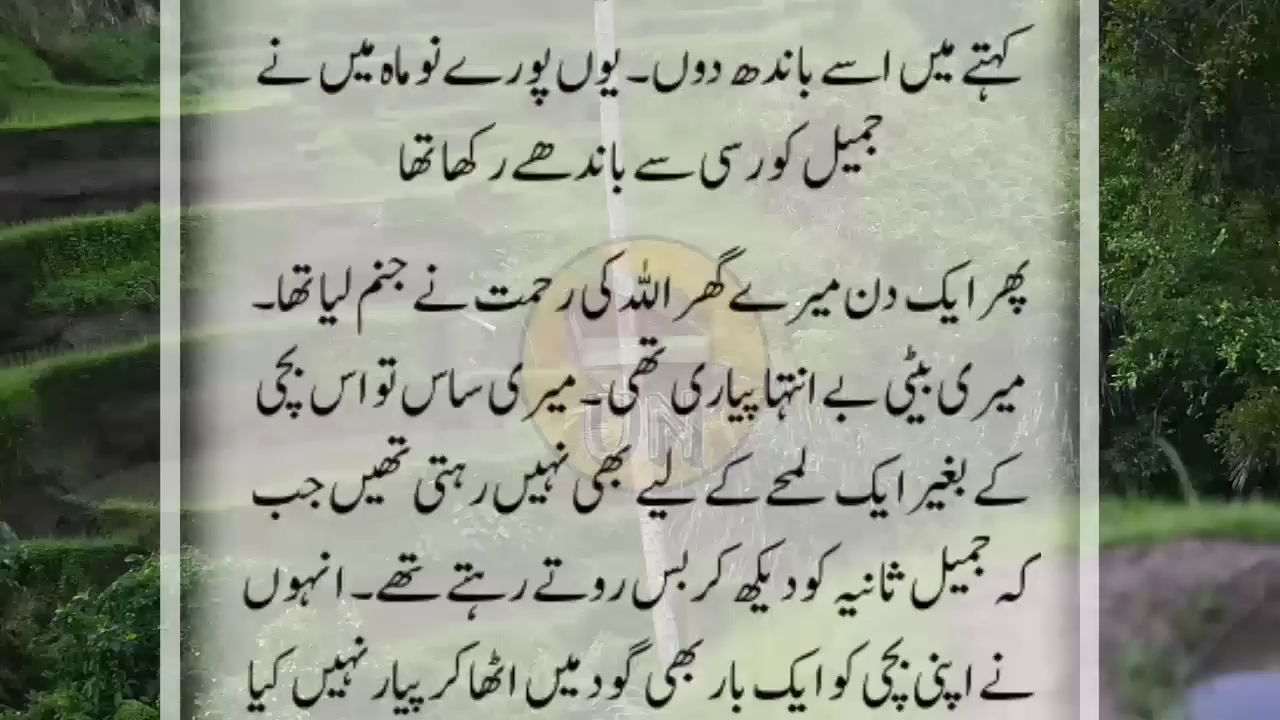 کہتے میں اسے باندھ دوں۔ یوں پورے نو ماہ میں نے
جمیل کو رسی سے باندھے رکھا تھا
پھر ایک دن میرے گھر اللہ کی رحمت نے جنم لیا تھا۔
میری بیٹی بے انتہا پیاری تھی۔ میری ساس تو اس بچی
کے بغیر ایک لمحے کے لیے بھی نہیں رہتی تھیں جب
کہ جمیل ثانیہ کو دیکھ کر بس روتے رہتے تھے۔ انہوں
نے اپنی بچی کو ایک بار بھی گود میں اٹھا کر پیار نہیں کیا
UN